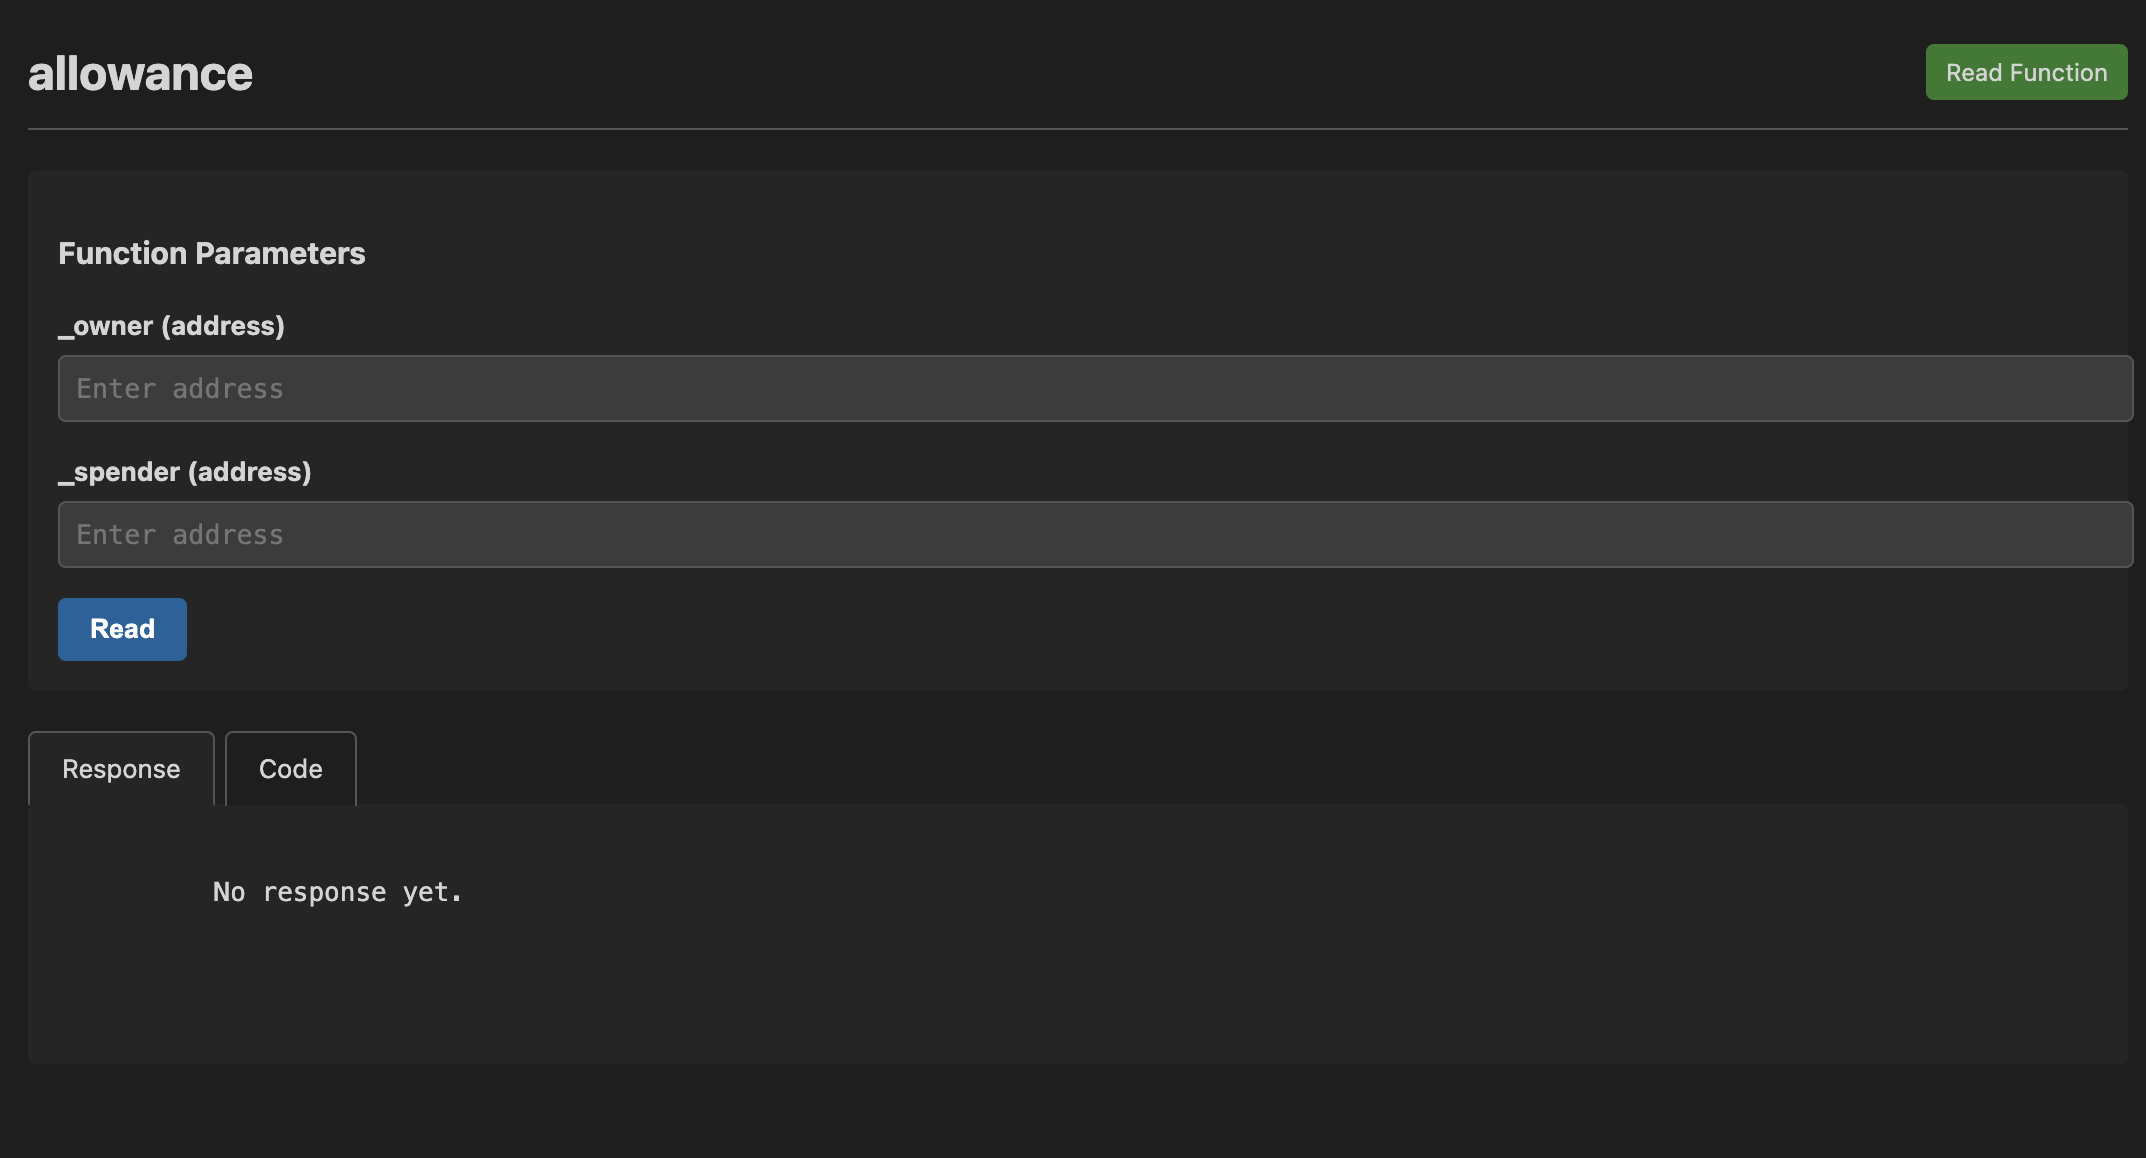 allowance
Read Function
Function Parameters
_owner (address)
Enter address
_spender (address)
Enter address
Read
Response
Code
No response yet.